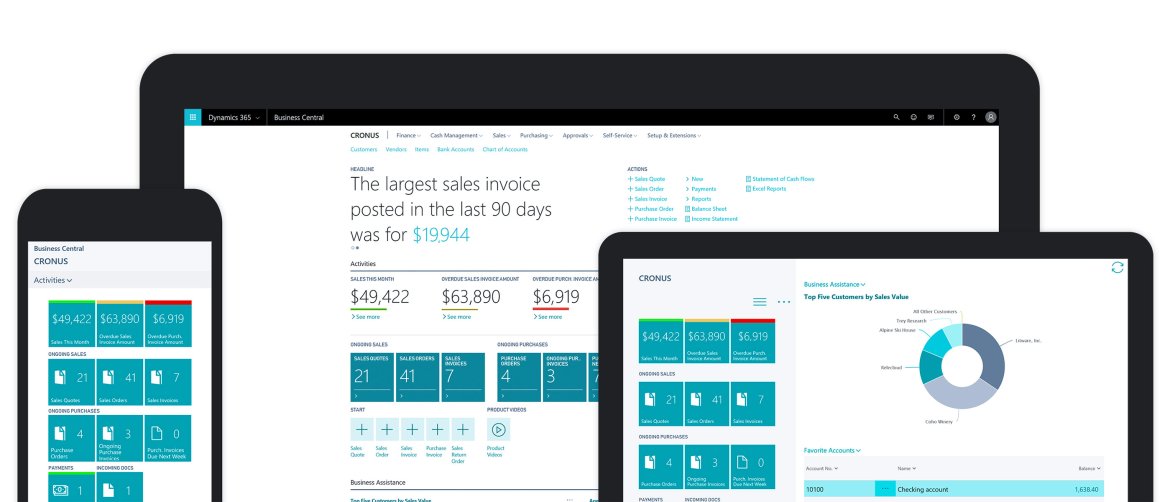 Dynamics 365
Business Central
CRONUS
Finance
Cash Management
Sales
Purchasing
Approvals
Self-Service
Setup & Extensions
Customers
Vendors
Items
Bank Accounts
Chart of Accounts
HEADLINE
The largest sales invoice
posted in the last 90 days
was for $19,944
ACTIONS
+ Sales Quote
+ Sales Order
+ Sales Invoice
+ Purchase Order
+ Purchase Invoice
> New
> Payments
> Reports
Balance Sheet
Income Statement
Statement of Cash Flows
Excel Reports
Activities
SALES THIS MONTH
$49,422
> See more
OVERDUE SALES INVOICE AMOUNT
$63,890
> See more
OVERDUE PURCH. INVOICE AM
$6,919
> See more
ONGOING SALES
SALES QUOTES
21
SALES ORDERS
41
SALES
INVOICES
7
ONGOING PURCHASES
PURCHASE
ORDERS
4
ONGOING PUR..
INVOICES
3
START
Sales
Quote
Sales
Order
Sales
Invoice
Purchase
Invoice
Sales
Return
Order
PRODUCT VIDEOS
Product
Videos
Business Assistance
Top Five Customers by Sales Value
Business Central
CRONUS
Activities
$49,422
Sales This Month
$63,890
Overdue Sales
Invoice Amount
$6,919
Overdue Purch.
Invoice Amount
ONGOING SALES
21
Sales Quotes
41
Sales Orders
7
Sales Invoices
ONGOING PURCHASES
4
Purchase
Orders
3
Ongoing
Purchase
Invoices
0
Purch. Invoices
Due Next Week
PAYMENTS
INCOMING DOCS
1
1
CRONUS
$49,422
Sales This Month
$63,890
Overdue Sales
Invoice Amount
$6,919
Overdue Purch.
Invoice Amount
ONGOING SALES
21
Sales Quotes
41
Sales Orders
7
Sales Invoices
ONGOING PURCHASES
4
Purchase Orders
3
Ongoing
Purchase Invoices
0
Purch. Invoices
Due Next Week
PAYMENTS
INCOMING DOCS
Business Assistance
Top Five Customers by Sales Value
All Other Customers
Trey Research
Alpine Ski House
Relecloud
Litware, Inc.
Coho Winery
Favorite Accounts
Account No.
Name
Balance
10100
Checking account
1,638.40